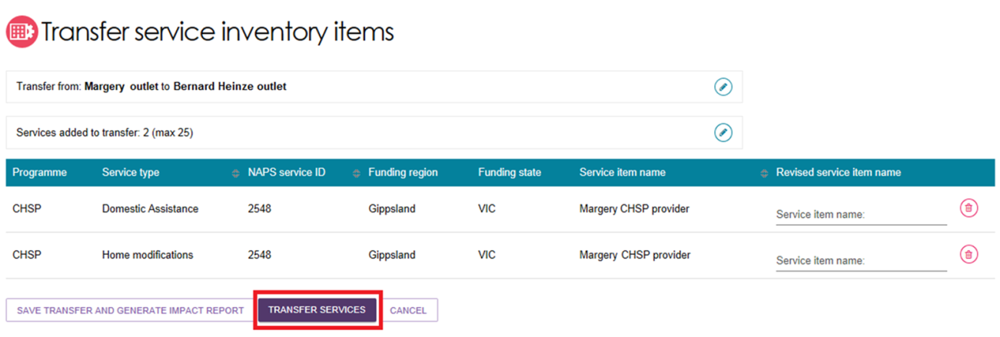 Transfer service inventory items
Transfer from: Margery outlet to Bernard Heinze outlet
Services added to transfer: 2 (max 25)
Programme Service type NAPS service ID Funding region Funding state Service item name Revised service item name
CHSP Domestic Assistance 2548 Gippsland VIC Margery CHSP provider Service item name:
CHSP Home modifications 2548 Gippsland VIC Margery CHSP provider Service item name:
SAVE TRANSFER AND GENERATE IMPACT REPORT TRANSFER SERVICES CANCEL